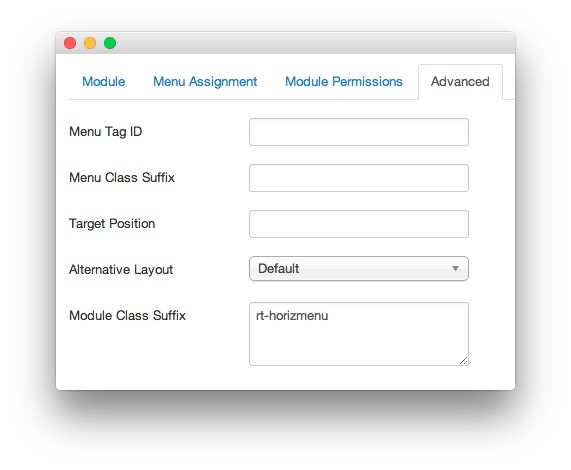 Module Menu Assignment Module Permissions Advanced
Menu Tag ID
Menu Class Suffix
Target Position
Alternative Layout Default
Module Class Suffix rt-horizmenu